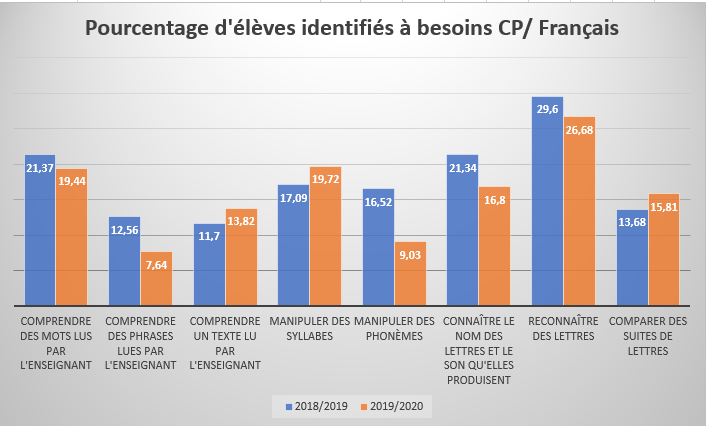 Pourcentage d'élèves identifiés à besoins CP/ Français
21,37
19,44
12,56
7,64
11,7
13,82
17,09
19,72
16,52
9,03
21,34
16,8
29,6
26,68
13,68
15,81
COMPRENDRE
DES MOTS LUS
PAR
L'ENSEIGNANT
COMPRENDRE
DES PHRASES
LUES PAR
L'ENSEIGNANT
COMPRENDRE
UN TEXTE LU
PAR
L'ENSEIGNANT
MANIPULER DES
SYLLABES
MANIPULER DES
PHONÈMES
CONNAÎTRE LE
NOM DES
LETTRES ET LE
SON QU'ELLES
PRODUISENT
RECONNAÎTRE
DES LETTRES
COMPARER DES
SUITES DE
LETTRES
2018/2019
2019/2020